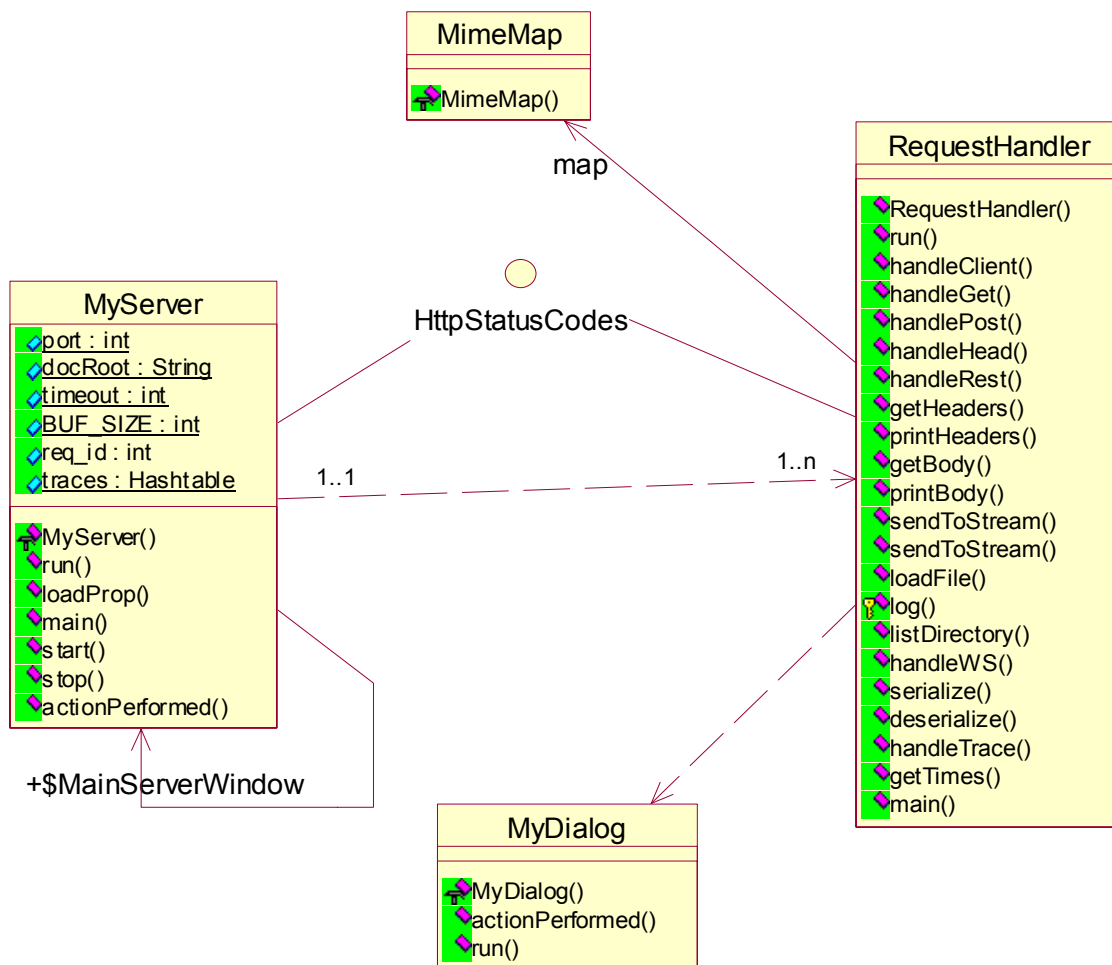 MimeMap
MimeMap()
map
RequestHandler
RequestHandler()
run()
handleClient()
handleGet()
handlePost()
handleHead()
handleRest()
getHeaders()
printHeaders()
getBody()
printBody()
sendToStream()
sendToStream()
loadFile()
log()
listDirectory()
handleWS()
serialize()
deserialize()
handleTrace()
getTimes()
main()
HttpStatusCodes
MyServer
port : int
docRoot : String
timeout : int
BUF_SIZE : int
req_id : int
traces : Hashtable
MyServer()
run()
loadProp()
main()
start()
stop()
actionPerformed()
1..1
1..n
+$MainServerWindow
MyDialog
MyDialog()
actionPerformed()
run()